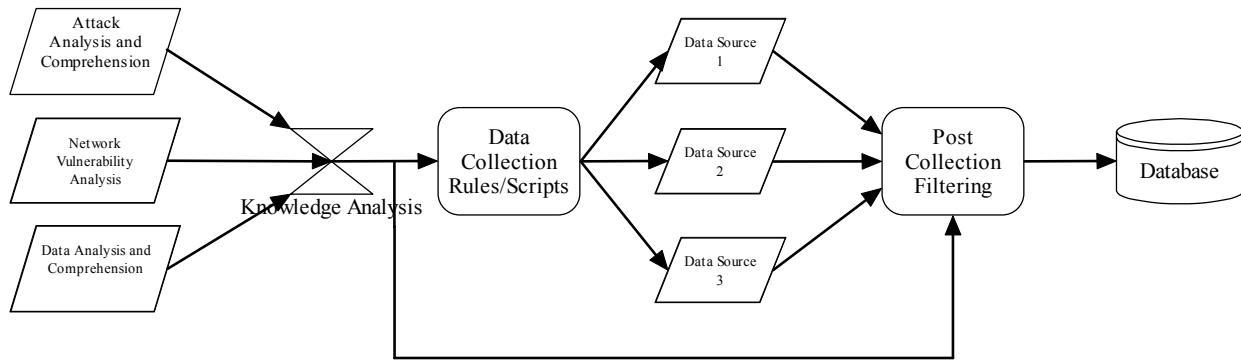 Attack
Analysis and
Comprehension
Network
Vulnerability
Analysis
Data Analysis and
Comprehension
Knowledge Analysis
Data
Collection
Rules/Scripts
Data Source
1
Data Source
2
Data Source
3
Post
Collection
Filtering
Database